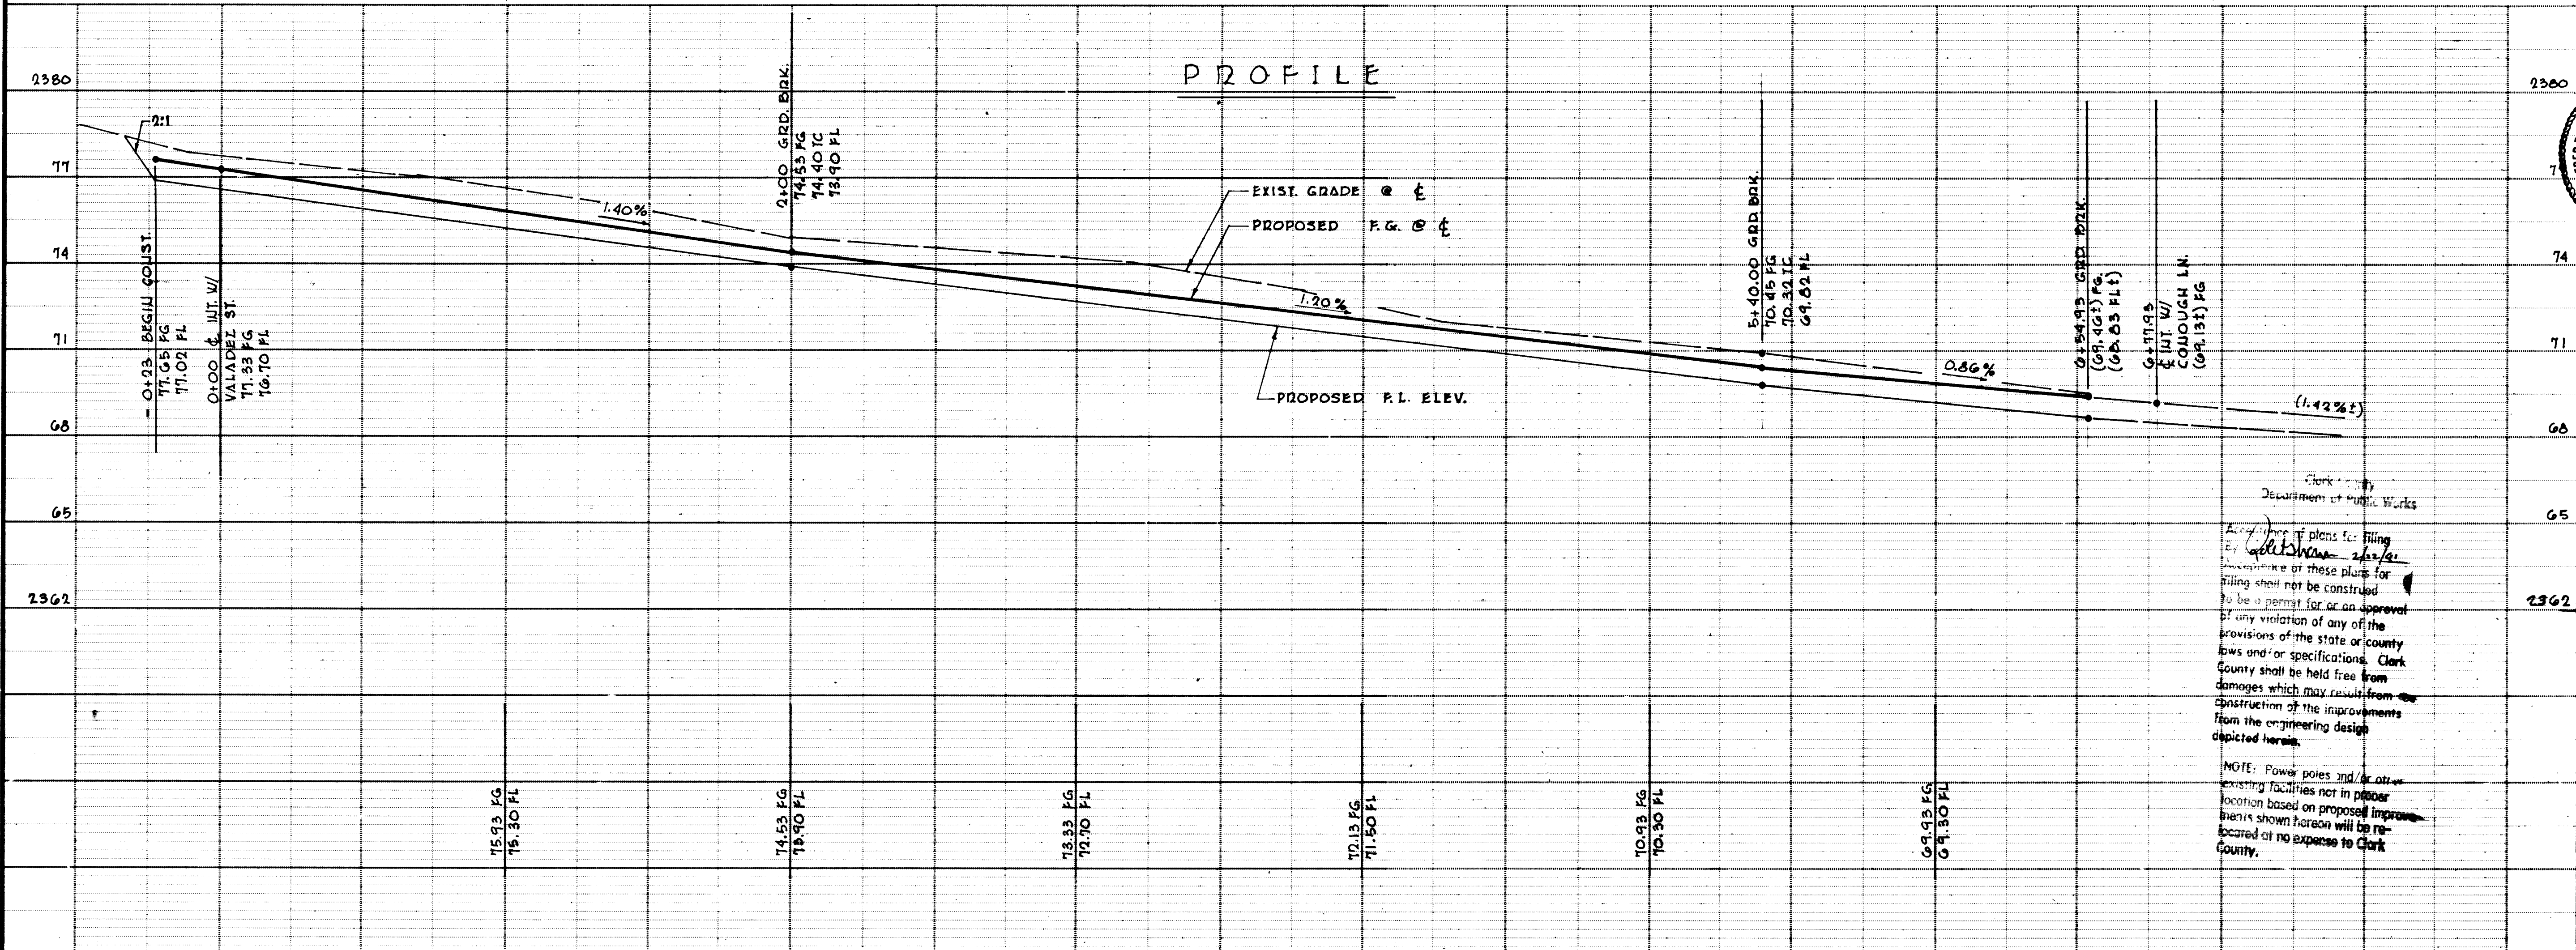 PROFILE
2380
77
74
71
68
65
2362
2380
7
74
71
68
65
2362
2:1
- 0+23 BEGIN CONST.
77.65 FG
77.02 FL
0+00 ℄ INT. W/
VALADEZ ST.
77.33 FG
76.70 FL
1.40%
2+00 GRD. BRK.
74.53 FG
74.40 TC
73.90 FL
EXIST. GRADE @ ℄
PROPOSED F.G. @ ℄
1.20%
PROPOSED F.L. ELEV.
5+40.00 GRD. BRK.
70.45 FG
70.32 TC
69.82 FL
0.86%
6+54.93 GRD. BRK.
(69.46±) FG.
(68.83 FL±)
6+77.93
℄ INT. W/
CONOUGH LN.
(69.13±) FG
(1.42%±)
75.93 FG
75.30 FL
74.53 FG
73.90 FL
73.33 FG
72.70 FL
72.13 FG
71.50 FL
70.93 FG
70.30 FL
69.93 FG
69.30 FL
Clark County
Department of Public Works
Acceptance of plans for filing
By 2/22/91
Acceptance of these plans for
filing shall not be construed
to be a permit for or an approval
of any violation of any of the
provisions of the state or county
laws and/or specifications. Clark
County shall be held free from
damages which may result from
construction of the improvements
from the engineering design
depicted herein.
NOTE: Power poles and/or other
existing facilities not in proper
location based on proposed improve-
ments shown hereon will be re-
located at no expense to Clark
County.